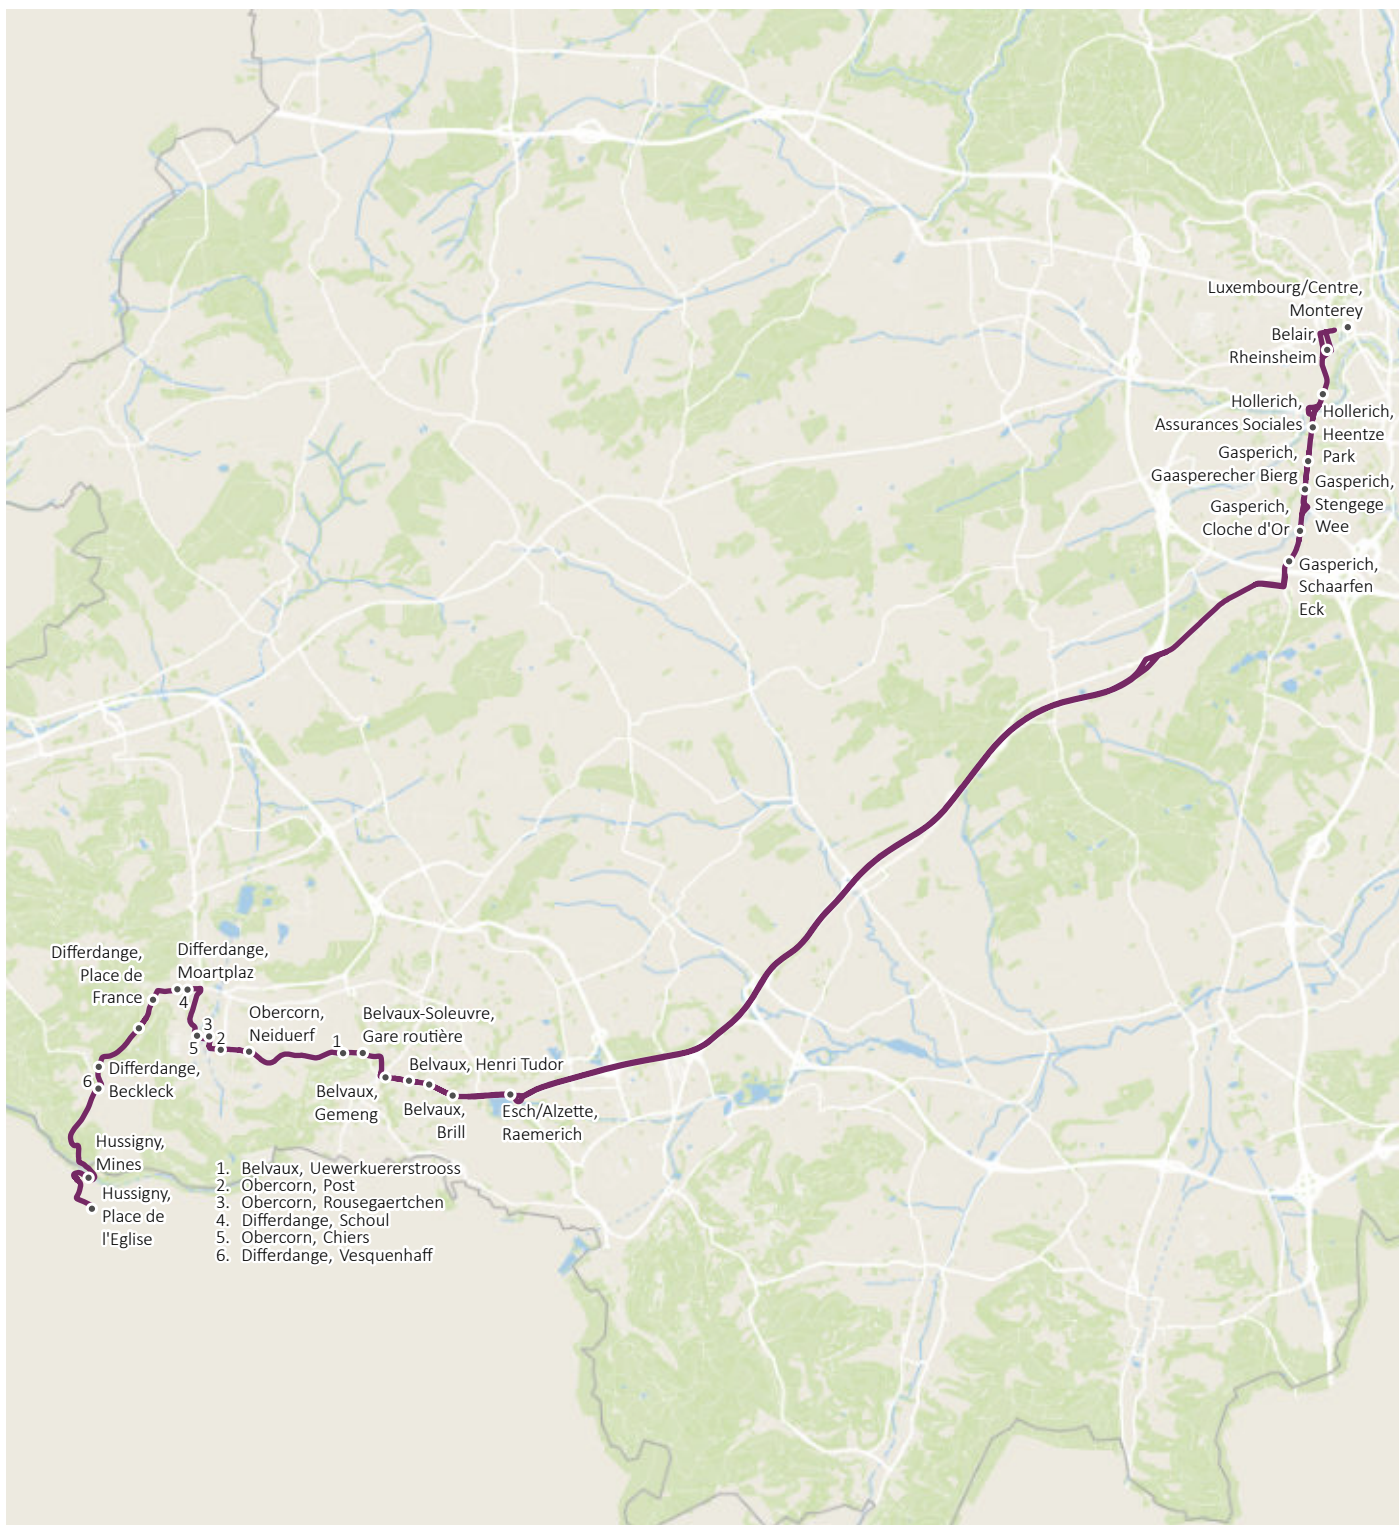 Luxembourg/Centre,
Monterey
Belair,
Rheinsheim
Hollerich,
Assurances Sociales
Hollerich,
Heentze
Park
Gasperich,
Gaasperecher Bierg
Gasperich,
Stengege
Wee
Gasperich,
Cloche d'Or
Gasperich,
Schaarfen
Eck
Differdange,
Place de
France
Differdange,
Moartplaz
4
3
2
5
Obercorn,
Neiduerf
1
Belvaux-Soleuvre,
Gare routière
Belvaux, Henri Tudor
Differdange,
Beckleck
6
Belvaux,
Gemeng
Belvaux,
Brill
Esch/Alzette,
Raemerich
Hussigny,
Mines
Hussigny,
Place de
l'Eglise
1. Belvaux, Uewerkuererstrooss
2. Obercorn, Post
3. Obercorn, Rousegaertchen
4. Differdange, Schoul
5. Obercorn, Chiers
6. Differdange, Vesquenhaff